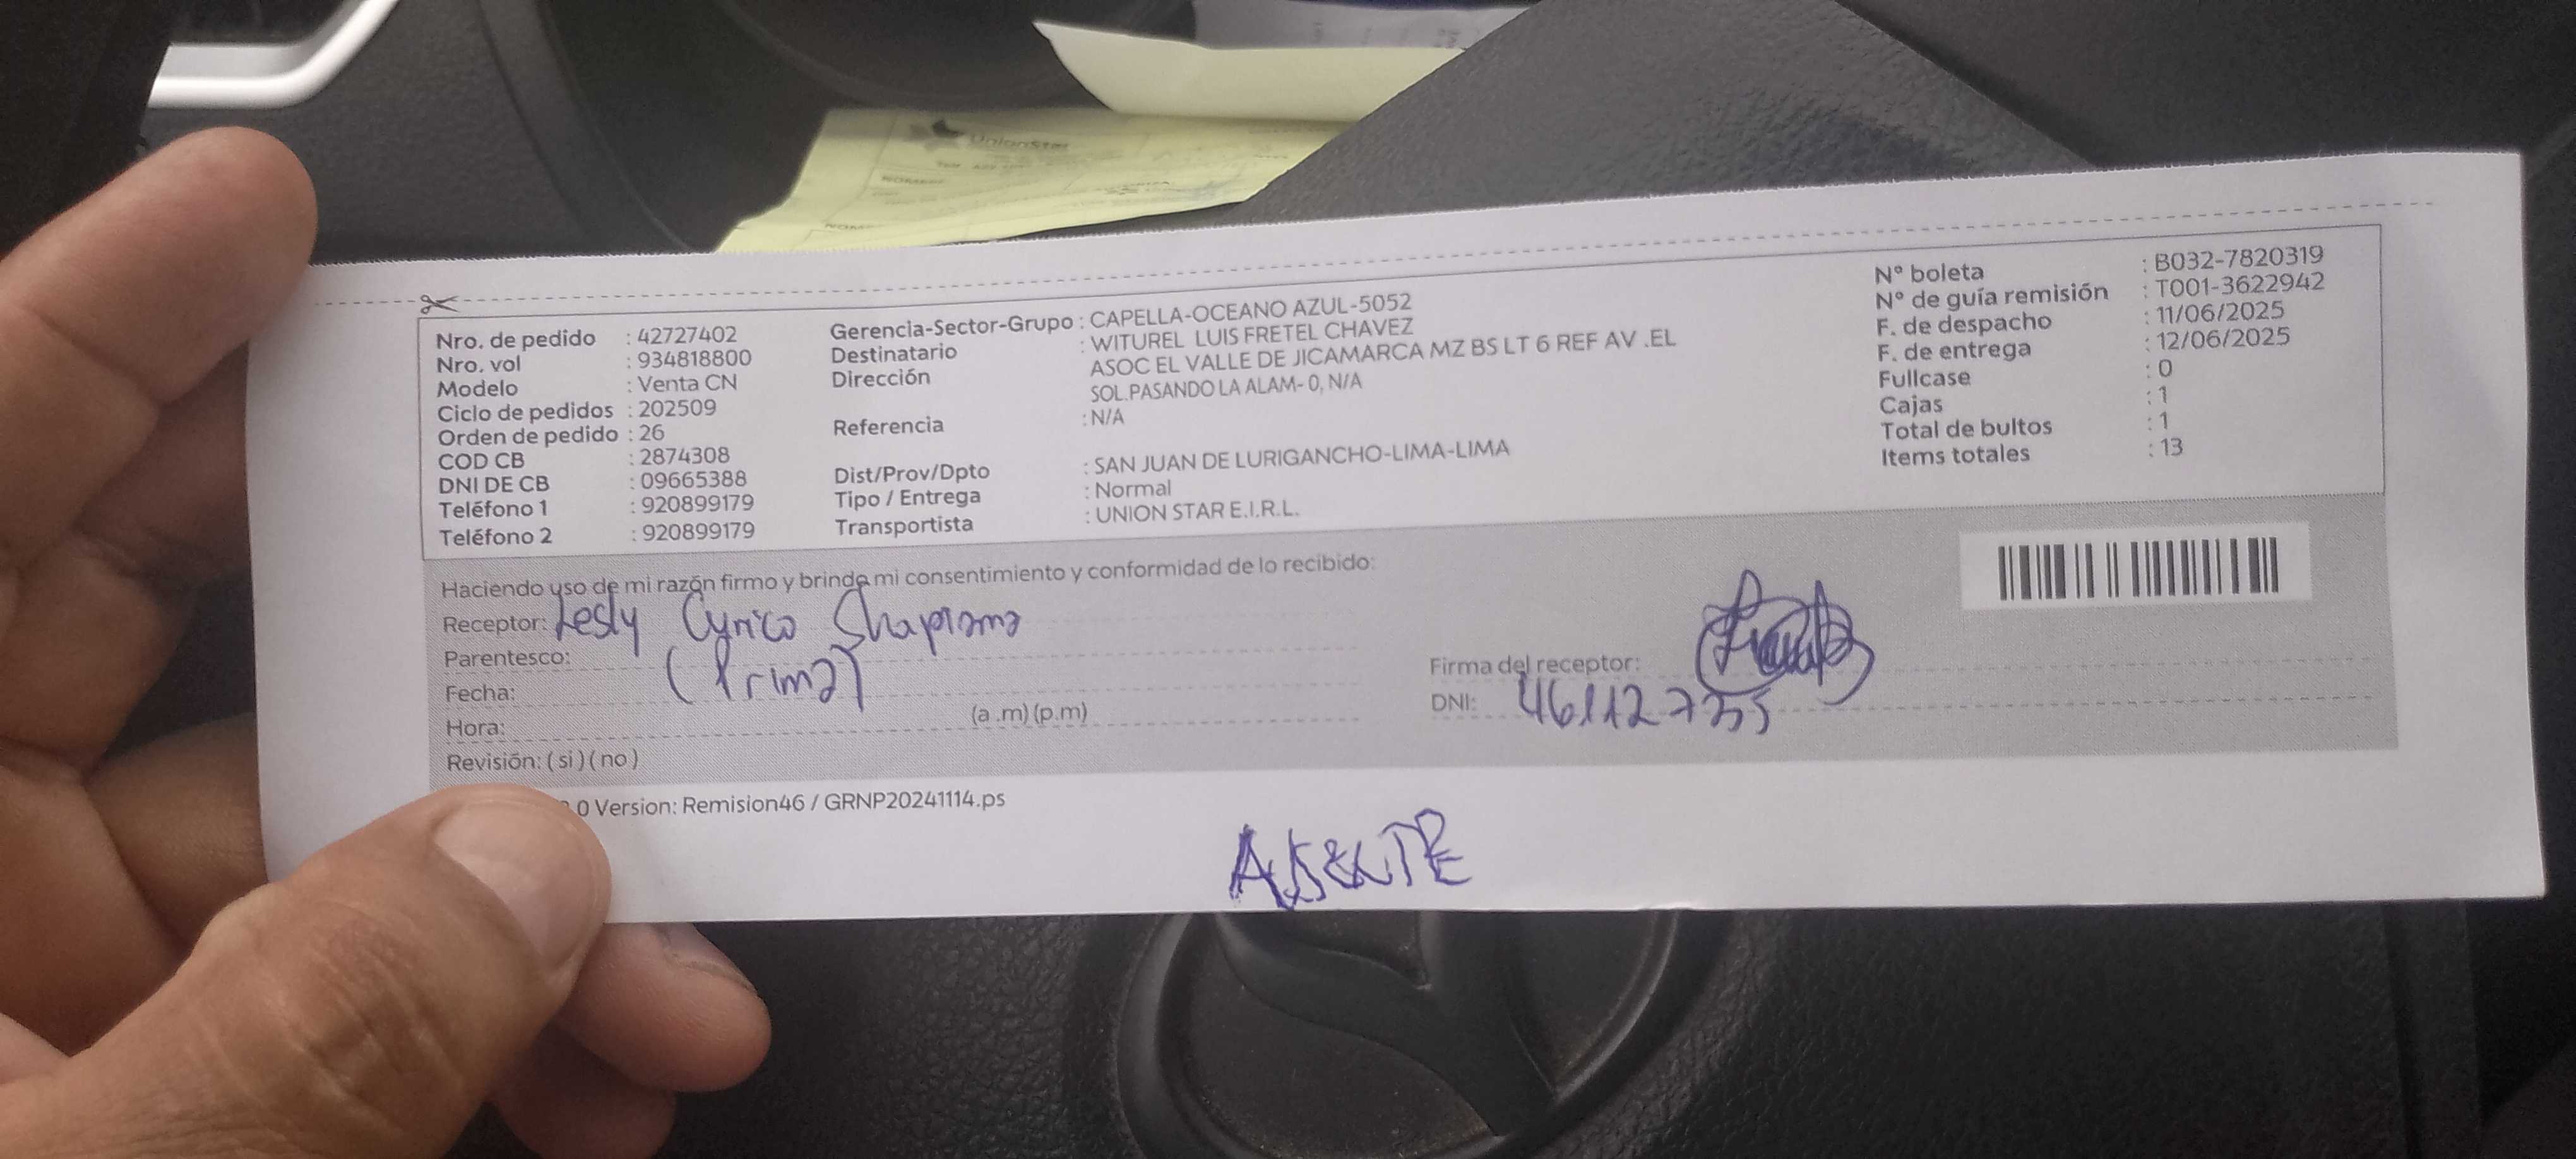 UnionStar
Nro. de pedido : 42727402
Nro. vol : 934818800
Modelo : Venta CN
Ciclo de pedidos : 202509
Orden de pedido : 26
COD CB : 2874308
DNI DE CB : 09665388
Teléfono 1 : 920899179
Teléfono 2 : 920899179
Gerencia-Sector-Grupo : CAPELLA-OCEANO AZUL-5052
Destinatario : WITUREL LUIS FRETEL CHAVEZ
Dirección ASOC EL VALLE DE JICAMARCA MZ BS LT 6 REF AV .EL
SOL.PASANDO LA ALAM- 0, N/A
Referencia : N/A
Dist/Prov/Dpto : SAN JUAN DE LURIGANCHO-LIMA-LIMA
Tipo / Entrega : Normal
Transportista : UNION STAR E.I.R.L.
N° boleta : B032-7820319
N° de guía remisión : T001-3622942
F. de despacho : 11/06/2025
F. de entrega : 12/06/2025
Fullcase : 0
Cajas : 1
Total de bultos : 1
Items totales : 13
Haciendo uso de mi razón firmo y brindo mi consentimiento y conformidad de lo recibido:
Receptor: Lesly
Parentesco: (Prima)
Fecha:
Hora: (a .m) (p.m)
Revisión: ( si ) ( no )
Firma del receptor:
DNI: 46112735
0 Version: Remision46 / GRNP20241114.ps
ASENTE